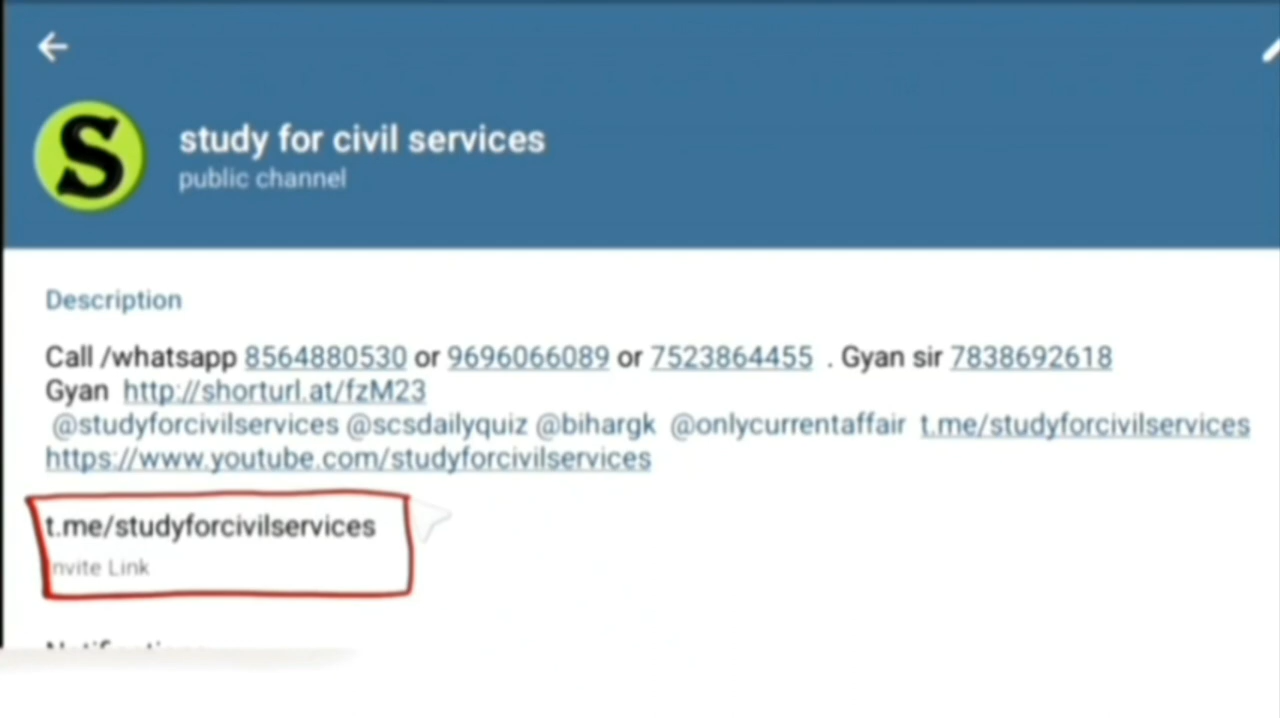 S
study for civil services
public channel
Description
Call /whatsapp 8564880530 or 9696066089 or 7523864455 . Gyan sir 7838692618
Gyan http://shorturl.at/fzM23
@studyforcivilservices @scsdailyquiz @bihargk @onlycurrentaffair t.me/studyforcivilservices
https://www.youtube.com/studyforcivilservices
t.me/studyforcivilservices
Invite Link